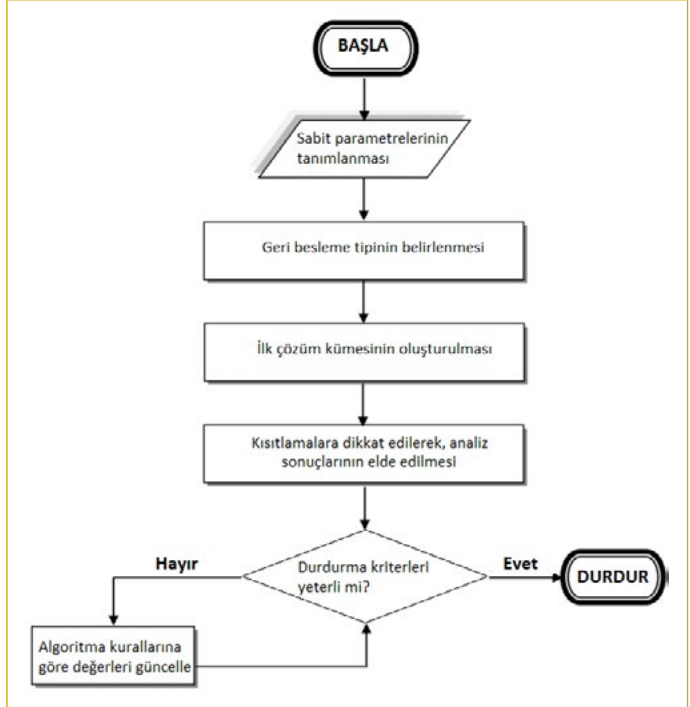 BAŞLA
Sabit parametrelerinin
tanımlanması
Geri besleme tipinin belirlenmesi
İlk çözüm kümesinin oluşturulması
Kısıtlamalara dikkat edilerek, analiz
sonuçlarının elde edilmesi
Durdurma kriterleri
yeterli mi?
Hayır
Evet
DURDUR
Algoritma kurallarına
göre değerleri güncelle